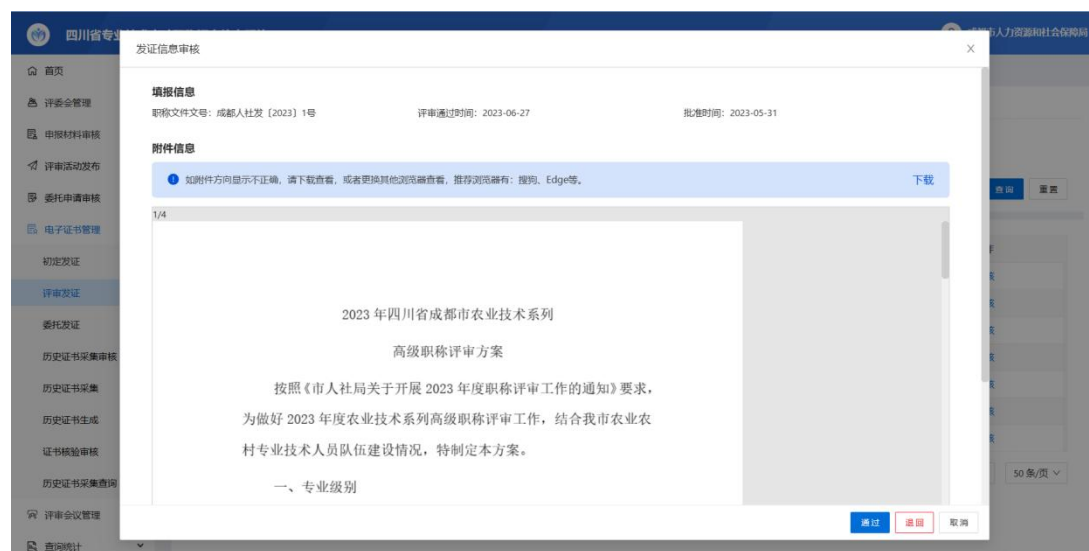 四川省专业
市人力资源和社会保障局
首页
评委会管理
申报材料审核
评审活动发布
委托申请审核
电子证书管理
初定发证
评审发证
委托发证
历史证书采集审核
历史证书采集
历史证书生成
证书核验审核
历史证书采集查询
评审会议管理
查询统计
发证信息审核
填报信息
职称文件文号：成都人社发〔2023〕1号 评审通过时间：2023-06-27 批准时间：2023-05-31
附件信息
如附件方向显示不正确，请下载查看，或者更换其他浏览器查看，推荐浏览器有：搜狗、Edge等。 下载
1/4
2023 年四川省成都市农业技术系列
高级职称评审方案
按照《市人社局关于开展 2023 年度职称评审工作的通知》要求，
为做好 2023 年度农业技术系列高级职称评审工作，结合我市农业农
村专业技术人员队伍建设情况，特制定本方案。
一、专业级别
通过 退回 取消
查询 重置
50 条/页